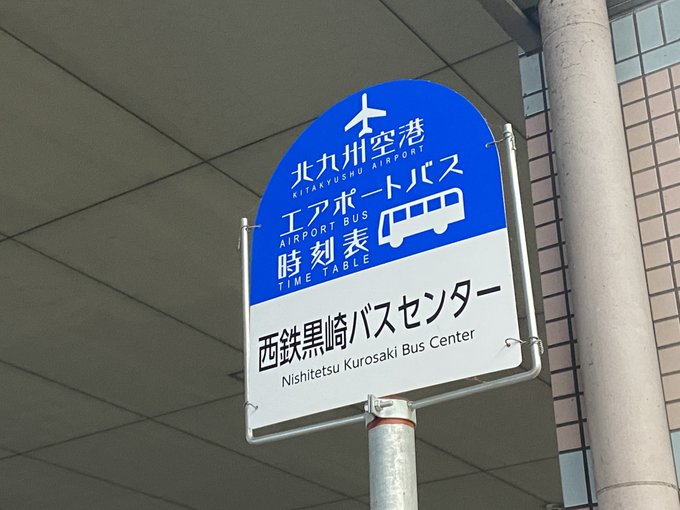 北九州空港
KITAKYUSHU AIRPORT
エアポートバス
AIRPORT BUS
時刻表
TIME TABLE
西鉄黒崎バスセンター
Nishitetsu Kurosaki Bus Center